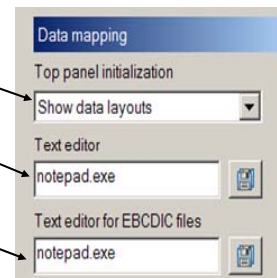 Data mapping
Top panel initialization
Show data layouts
Text editor
notepad.exe
Text editor for EBCDIC files
notepad.exe